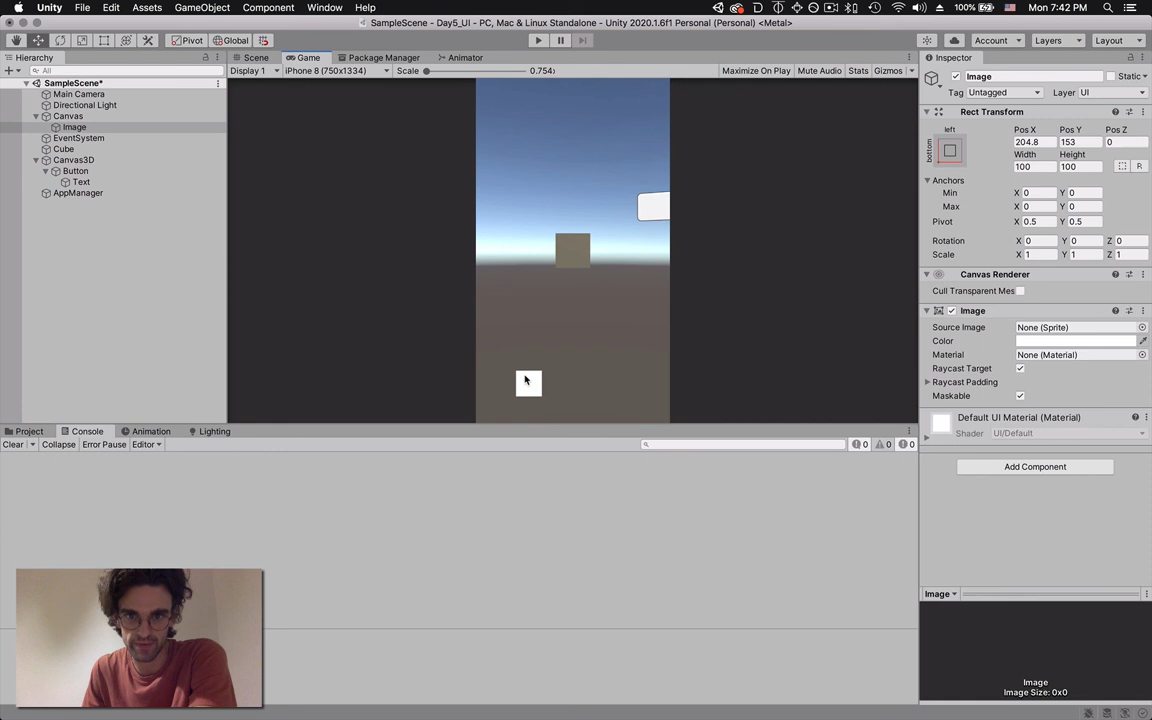 Unity File Edit Assets GameObject Component Window Help 100% Mon 7:42 PM
SampleScene - Day5_UI - PC, Mac & Linux Standalone - Unity 2020.1.6f1 Personal (Personal) <Metal>
Pivot Global Account Layers Layout
Hierarchy Scene Game Package Manager Animator Inspector
All Display 1 iPhone 8 (750x1334) Scale 0.754x Maximize On Play Mute Audio Stats Gizmos
SampleScene*
Main Camera
Directional Light
Canvas
Image
EventSystem
Cube
Canvas3D
Button
Text
AppManager
Image Static
Tag Untagged Layer UI
Rect Transform
left Pos X Pos Y Pos Z
bottom 204.8 153 0
Width Height
100 100 R
Anchors
Min X 0 Y 0
Max X 0 Y 0
Pivot X 0.5 Y 0.5
Rotation X 0 Y 0 Z 0
Scale X 1 Y 1 Z 1
Canvas Renderer
Cull Transparent Mes
Image
Source Image None (Sprite)
Color
Material None (Material)
Raycast Target
Raycast Padding
Maskable
Default UI Material (Material)
Shader UI/Default
Add Component
Project Console Animation Lighting
Clear Collapse Error Pause Editor 0 0 0
Image
Image
Image Size: 0x0